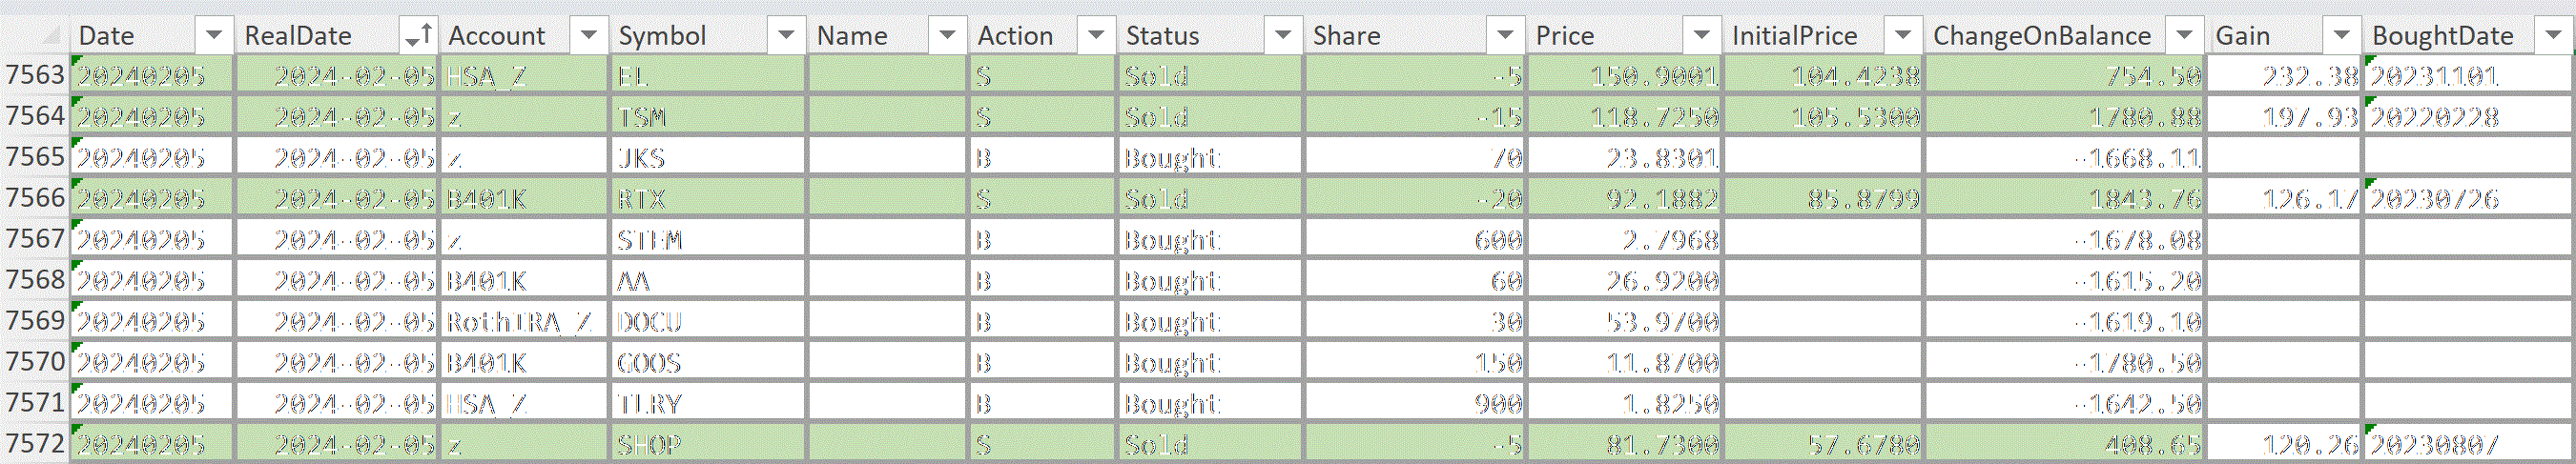 Date RealDate Account Symbol Name Action Status Share Price InitialPrice ChangeOnBalance Gain BoughtDate
7563 20240205 2024-02-05 HSA_Z EL S Sold -5 150.9001 104.4238 754.50 232.38 20231101
7564 20240205 2024-02-05 z TSM S Sold -15 118.7250 105.5300 1780.88 197.93 20220228
7565 20240205 2024-02-05 z JKS B Bought 70 23.8301 -1668.11
7566 20240205 2024-02-05 B401K RTX S Sold -20 92.1882 85.8799 1843.76 126.17 20230726
7567 20240205 2024-02-05 z STEM B Bought 600 2.7968 -1678.08
7568 20240205 2024-02-05 B401K AA B Bought 60 26.9200 -1615.20
7569 20240205 2024-02-05 RothIRA_Z DOCU B Bought 30 53.9700 -1619.10
7570 20240205 2024-02-05 B401K GOOS B Bought 150 11.8700 -1780.50
7571 20240205 2024-02-05 HSA_Z TLRY B Bought 900 1.8250 -1642.50
7572 20240205 2024-02-05 z SHOP S Sold -5 81.7300 57.6780 408.65 120.26 20230807